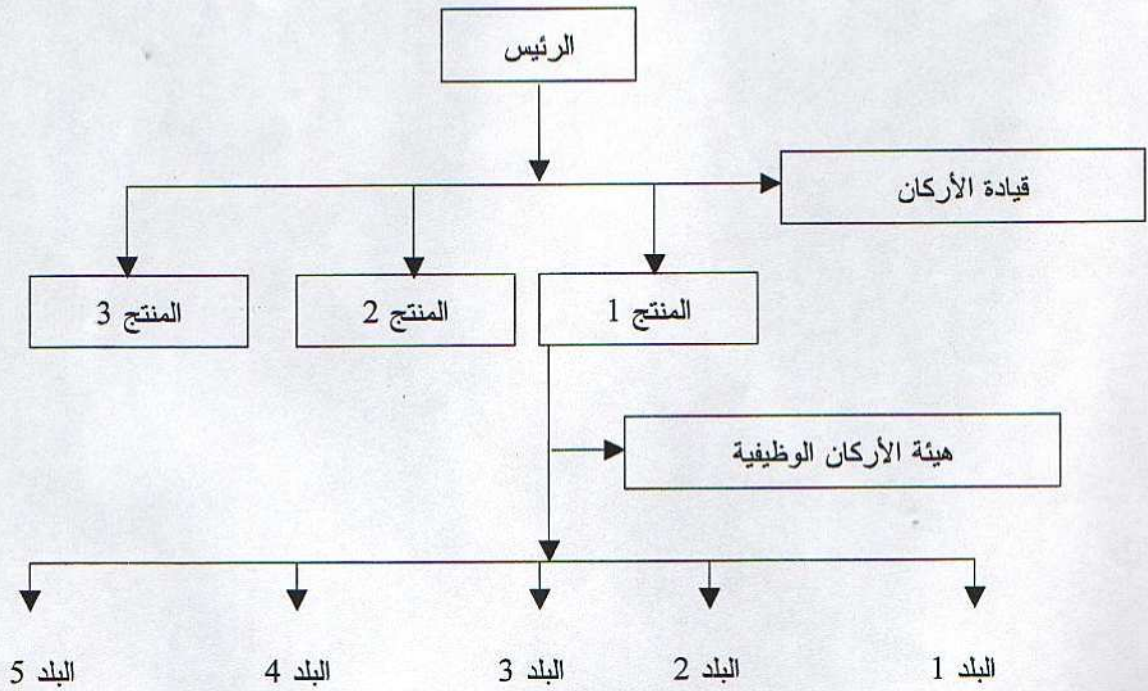 الرئيس
قيادة الأركان
المنتج 1
المنتج 2
المنتج 3
هيئة الأركان الوظيفية
البلد 1
البلد 2
البلد 3
البلد 4
البلد 5